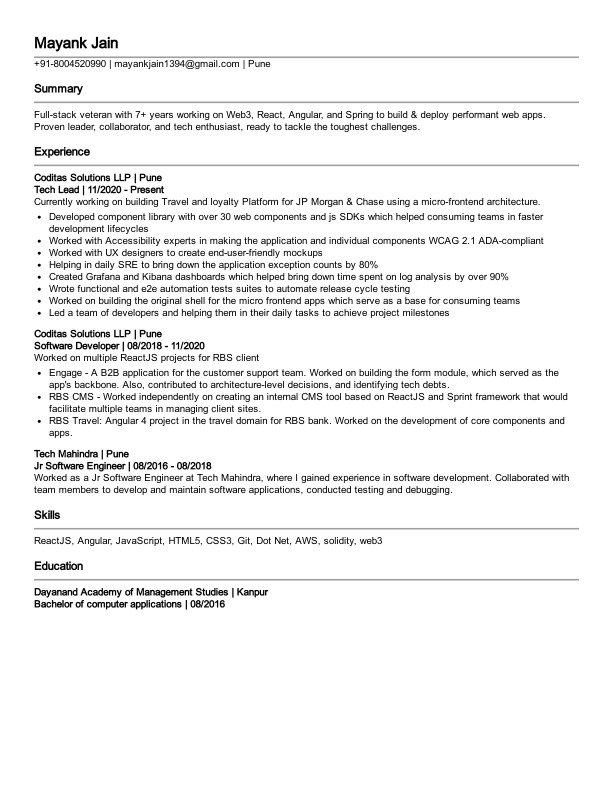 Mayank Jain
+91-8004520990 | mayankjain1394@gmail.com | Pune
Summary
Full-stack veteran with 7+ years working on Web3, React, Angular, and Spring to build & deploy performant web apps.
Proven leader, collaborator, and tech enthusiast, ready to tackle the toughest challenges.
Experience
Coditas Solutions LLP | Pune
Tech Lead | 11/2020 - Present
Currently working on building Travel and loyalty Platform for JP Morgan & Chase using a micro-frontend architecture.
• Developed component library with over 30 web components and js SDKs which helped consuming teams in faster
development lifecycles
• Worked with Accessibility experts in making the application and individual components WCAG 2.1 ADA-compliant
• Worked with UX designers to create end-user-friendly mockups
• Helping in daily SRE to bring down the application exception counts by 80%
• Created Grafana and Kibana dashboards which helped bring down time spent on log analysis by over 90%
• Wrote functional and e2e automation tests suites to automate release cycle testing
• Worked on building the original shell for the micro frontend apps which serve as a base for consuming teams
• Led a team of developers and helping them in their daily tasks to achieve project milestones
Coditas Solutions LLP | Pune
Software Developer | 08/2018 - 11/2020
Worked on multiple ReactJS projects for RBS client
• Engage - A B2B application for the customer support team. Worked on building the form module, which served as the
app's backbone. Also, contributed to architecture-level decisions, and identifying tech debts.
• RBS CMS - Worked independently on creating an internal CMS tool based on ReactJS and Sprint framework that would
facilitate multiple teams in managing client sites.
• RBS Travel: Angular 4 project in the travel domain for RBS bank. Worked on the development of core components and
apps.
Tech Mahindra | Pune
Jr Software Engineer | 08/2016 - 08/2018
Worked as a Jr Software Engineer at Tech Mahindra, where I gained experience in software development. Collaborated with
team members to develop and maintain software applications, conducted testing and debugging.
Skills
ReactJS, Angular, JavaScript, HTML5, CSS3, Git, Dot Net, AWS, solidity, web3
Education
Dayanand Academy of Management Studies | Kanpur
Bachelor of computer applications | 08/2016